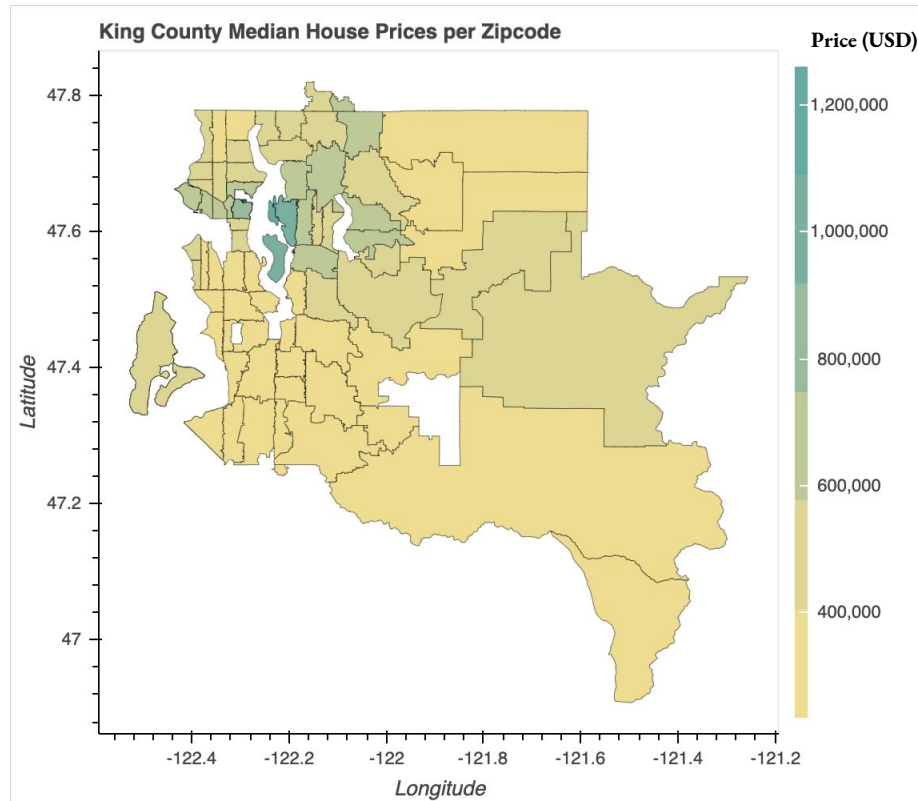 King County Median House Prices per Zipcode
Price (USD)
1,200,000
1,000,000
800,000
600,000
400,000
47.8
47.6
47.4
47.2
47
Latitude
-122.4 -122.2 -122 -121.8 -121.6 -121.4 -121.2
Longitude